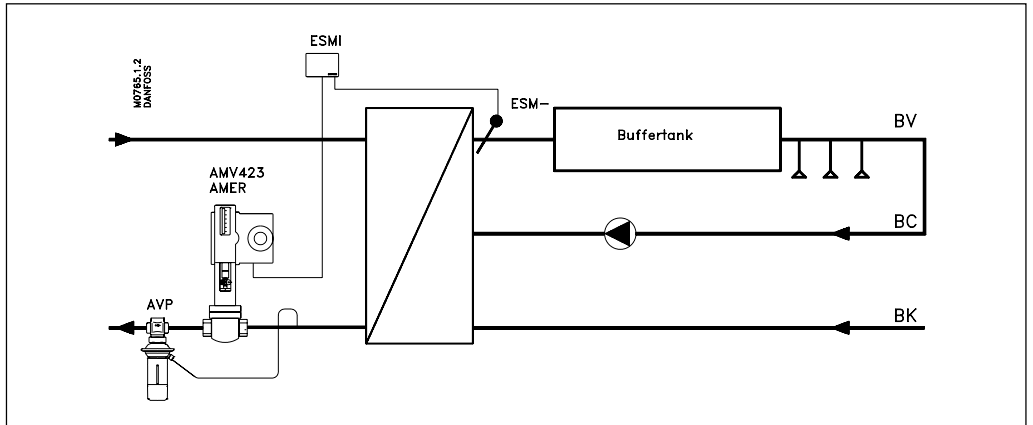 ESMI
M0765.1.2
DANFOSS
ESM-
Buffertank
BV
AMV423
AMER
BC
AVP
BK